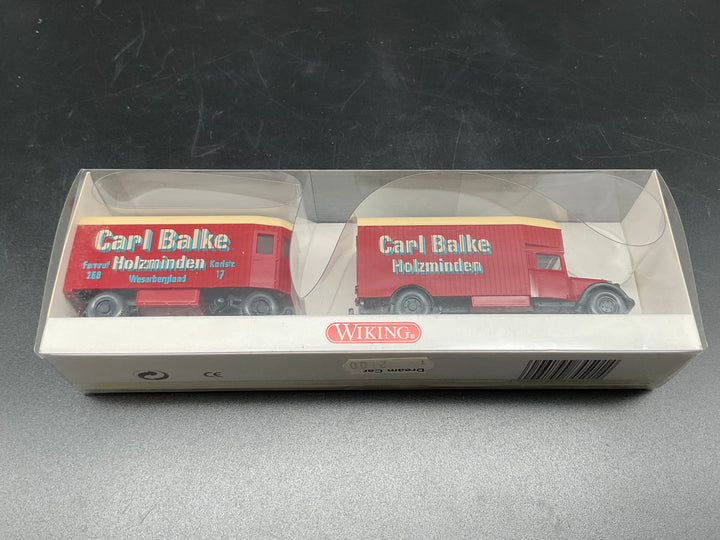 Carl Balke
Fernruf Holzminden Karlstr.
268 Weserbergland 17
Carl Balke
Holzminden
WIKING®
Dream Car
CE